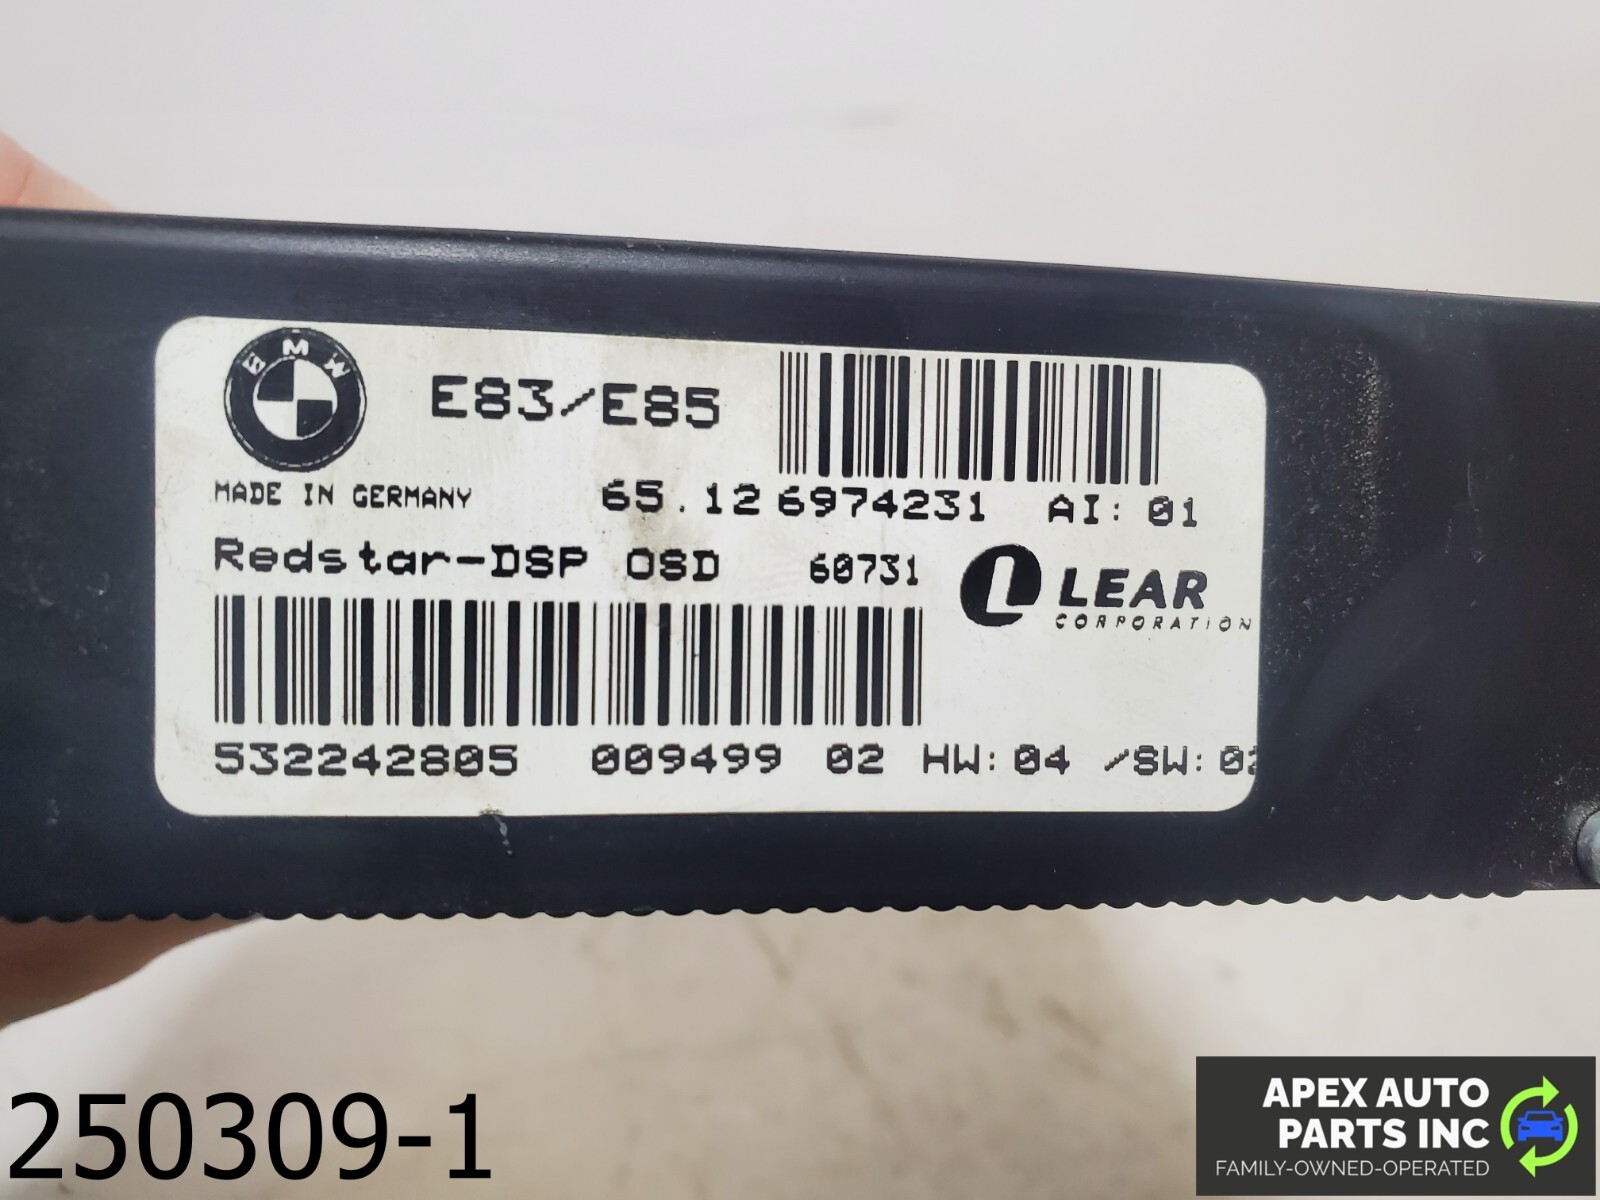 BMW
E83/E85
MADE IN GERMANY
65.12 6974231 AI: 01
Redstar-DSP OSD 60731
LEAR
CORPORATION
532242805 009499 02 HW: 04 /SW:
250309-1
APEX AUTO
PARTS INC
FAMILY-OWNED-OPERATED